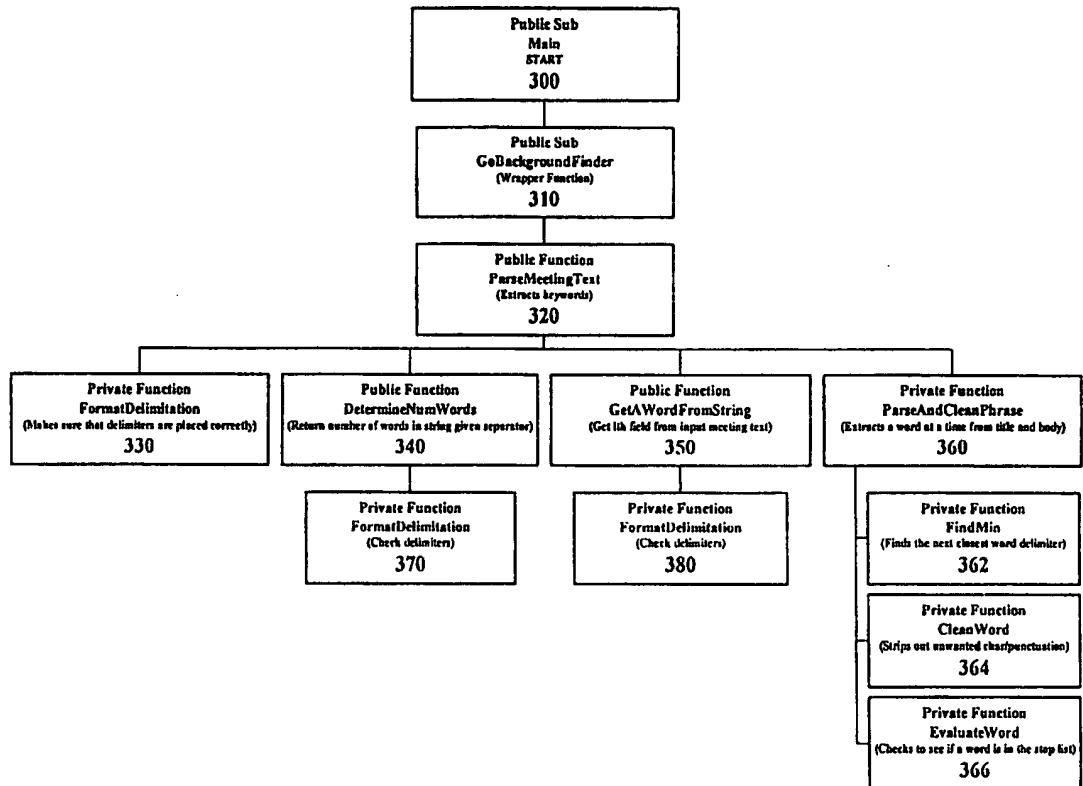 Public Sub
Main
START
300
Public Sub
GoBackgroundFinder
(Wrapper Function)
310
Public Function
ParseMeetingText
(Extracts keywords)
320
Private Function
FormatDelimitation
(Makes sure that delimiters are placed correctly)
330
Public Function
DetermineNumWords
(Return number of words in string given separator)
340
Public Function
GetAWordFromString
(Get ith field from input meeting text)
350
Private Function
ParseAndCleanPhrase
(Extracts a word at a time from title and body)
360
Private Function
FormatDelimitation
(Check delimiters)
370
Private Function
FormatDelimitation
(Check delimiters)
380
Private Function
FindMin
(Finds the next closest word delimiter)
362
Private Function
CleanWord
(Strips out unwanted char/punctuation)
364
Private Function
EvaluateWord
(Checks to see if a word is in the stop list)
366